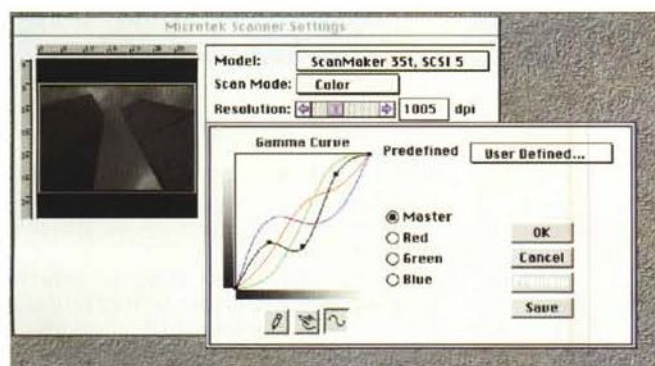 Microtek Scanner Settings
Model: ScanMaker 35t, SCSI 5
Scan Mode: Color
Resolution: 1005 dpi
Gamma Curve
Predefined User Defined...
Master
Red
Green
Blue
OK
Cancel
Save